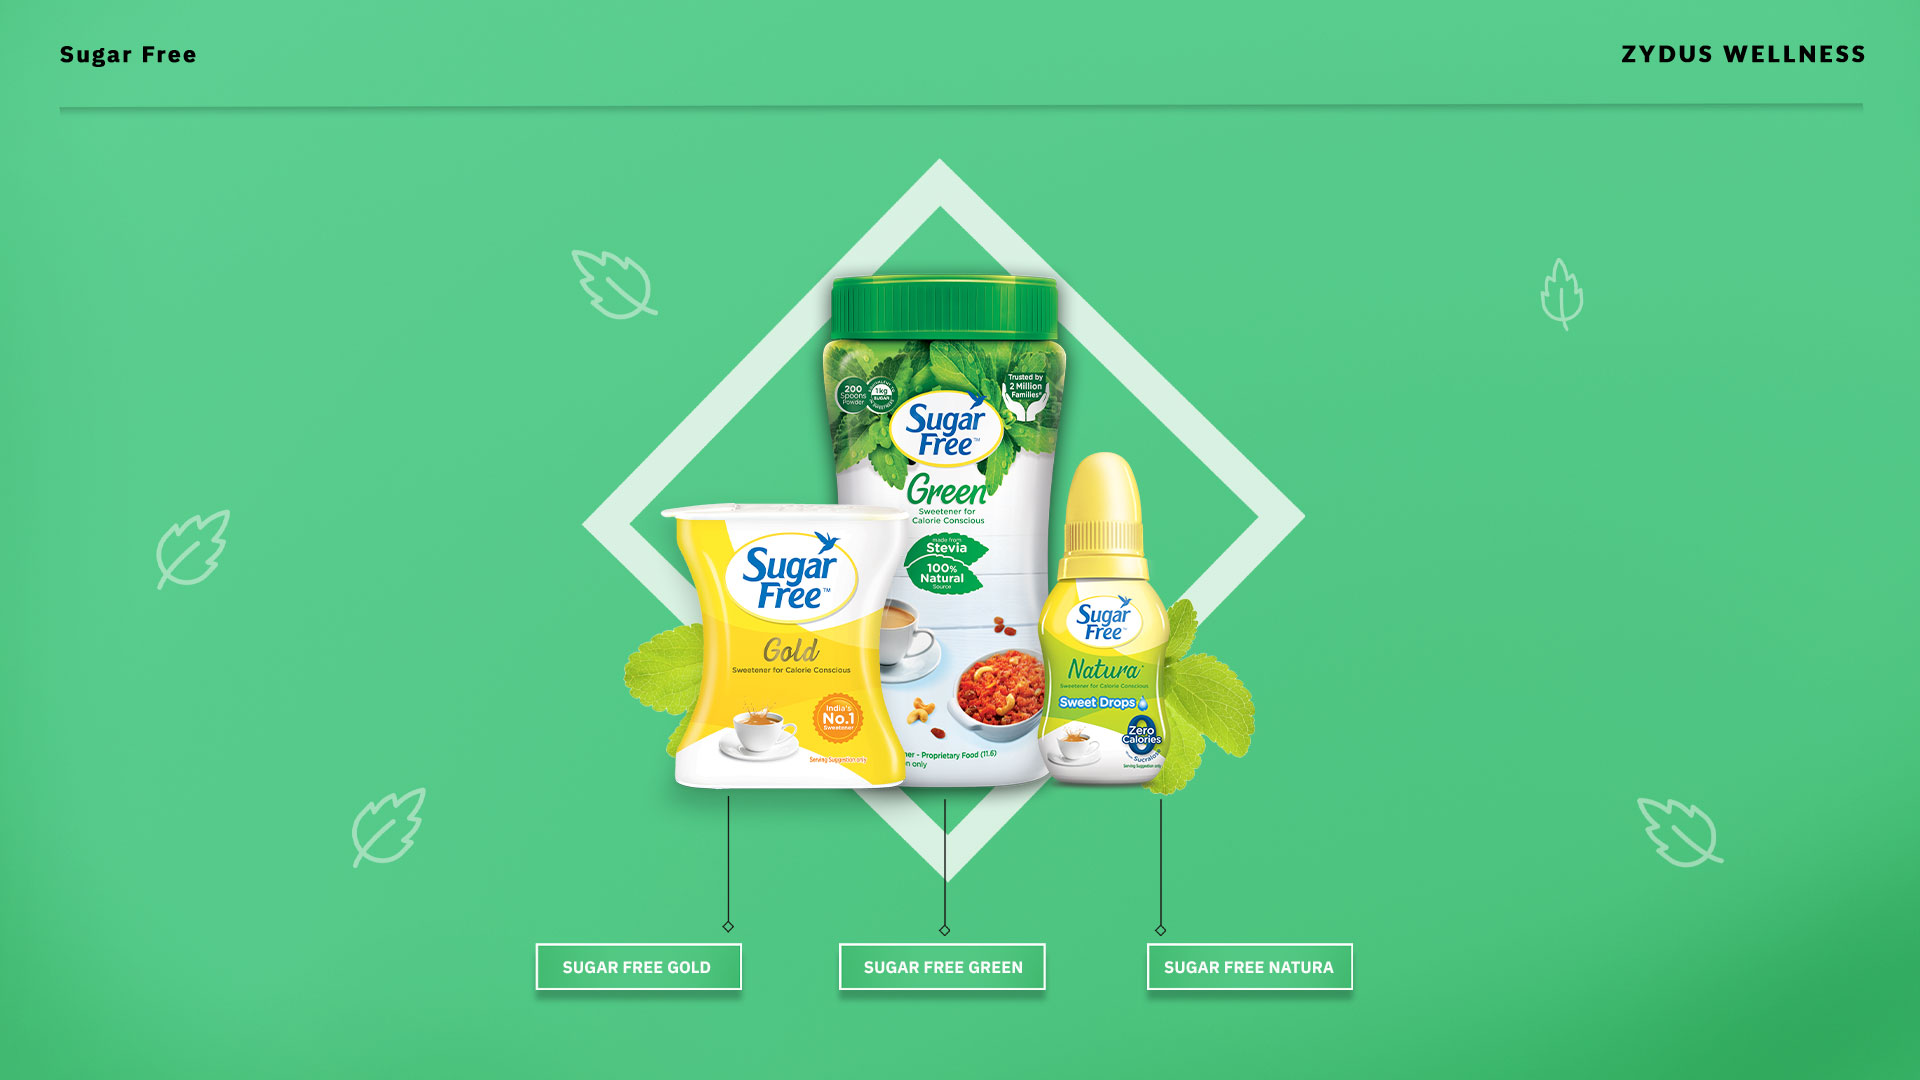 Sugar Free
ZYDUS WELLNESS
200
Spoons
Powder
1kg
SUGAR
Trusted by
2 Million
Families*
Sugar
Free™
Green
Sweetener for
Calorie Conscious
made from
Stevia
100%
Natural
Source
- Proprietary Food (11.6)
only
Sugar
Free™
Gold
Sweetener for Calorie Conscious
India's
No.1
Sweetener
Serving Suggestion only
Sugar
Free™
Natura
Sweetener for Calorie Conscious
Sweet Drops
Zero
Calories
Sucralose
Serving Suggestion only
SUGAR FREE GOLD
SUGAR FREE GREEN
SUGAR FREE NATURA